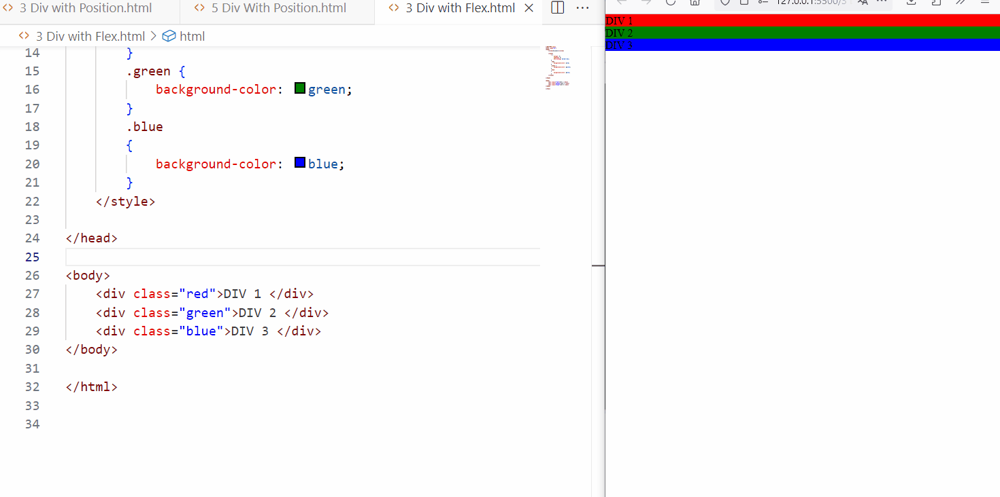 3 Div with Position.html
5 Div With Position.html
3 Div with Flex.html
3 Div with Flex.html > html
14 }
15 .green {
16 background-color: green;
17 }
18 .blue
19 {
20 background-color: blue;
21 }
22 </style>
23
24 </head>
25
26 <body>
27 <div class="red">DIV 1 </div>
28 <div class="green">DIV 2 </div>
29 <div class="blue">DIV 3 </div>
30 </body>
31
32 </html>
33
34
127.0.0.1:5500/3
DIV 1
DIV 2
DIV 3